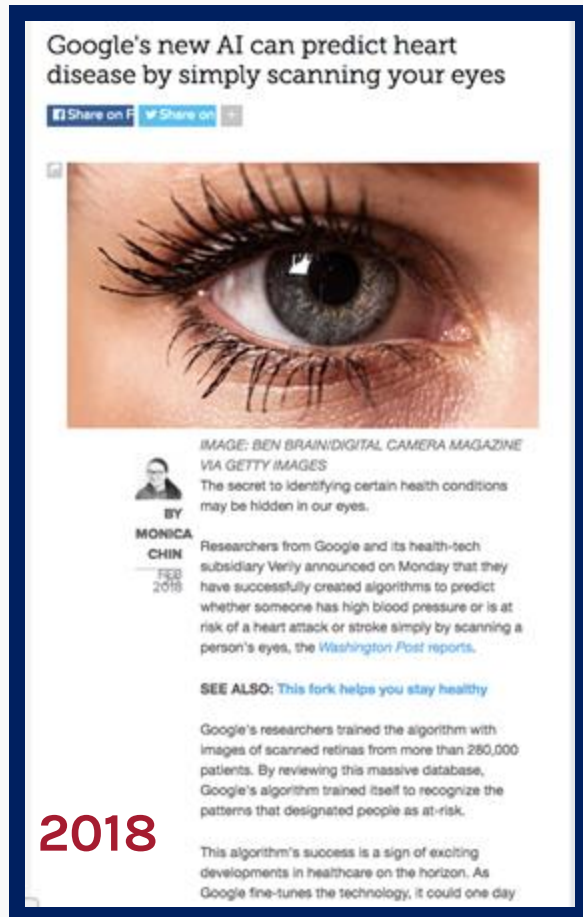 Google's new AI can predict heart
disease by simply scanning your eyes
Share on F
Share on
+
IMAGE: BEN BRAIN/DIGITAL CAMERA MAGAZINE
VIA GETTY IMAGES
BY
MONICA
CHIN
FEB
2018
The secret to identifying certain health conditions
may be hidden in our eyes.
Researchers from Google and its health-tech
subsidiary Verily announced on Monday that they
have successfully created algorithms to predict
whether someone has high blood pressure or is at
risk of a heart attack or stroke simply by scanning a
person's eyes, the Washington Post reports.
SEE ALSO: This fork helps you stay healthy
Google's researchers trained the algorithm with
images of scanned retinas from more than 280,000
patients. By reviewing this massive database,
Google's algorithm trained itself to recognize the
patterns that designated people as at-risk.
This algorithm's success is a sign of exciting
developments in healthcare on the horizon. As
Google fine-tunes the technology, it could one day
2018